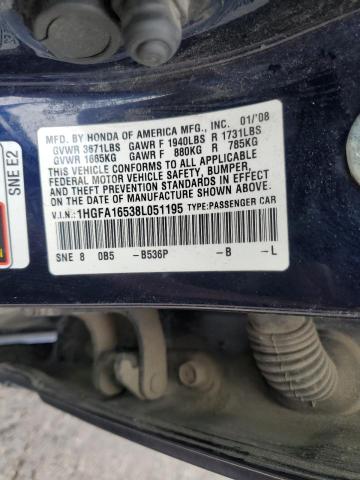 MFD. BY HONDA OF AMERICA MFG., INC. 01/'08
GVWR 3671LBS GAWR F 1940LBS R 1731LBS
GVWR 1665KG GAWR F 880KG R 785KG
THIS VEHICLE CONFORMS TO ALL APPLICABLE
FEDERAL MOTOR VEHICLE SAFETY, BUMPER,
AND THEFT PREVENTION STANDARDS IN EFFECT
ON THE DATE OF MANUFACTURE SHOWN ABOVE.
V.I.N: 1HGFA16538L051195 TYPE:PASSENGER CAR
SNE 8 0B5 -B536P -B -L
SNE E2